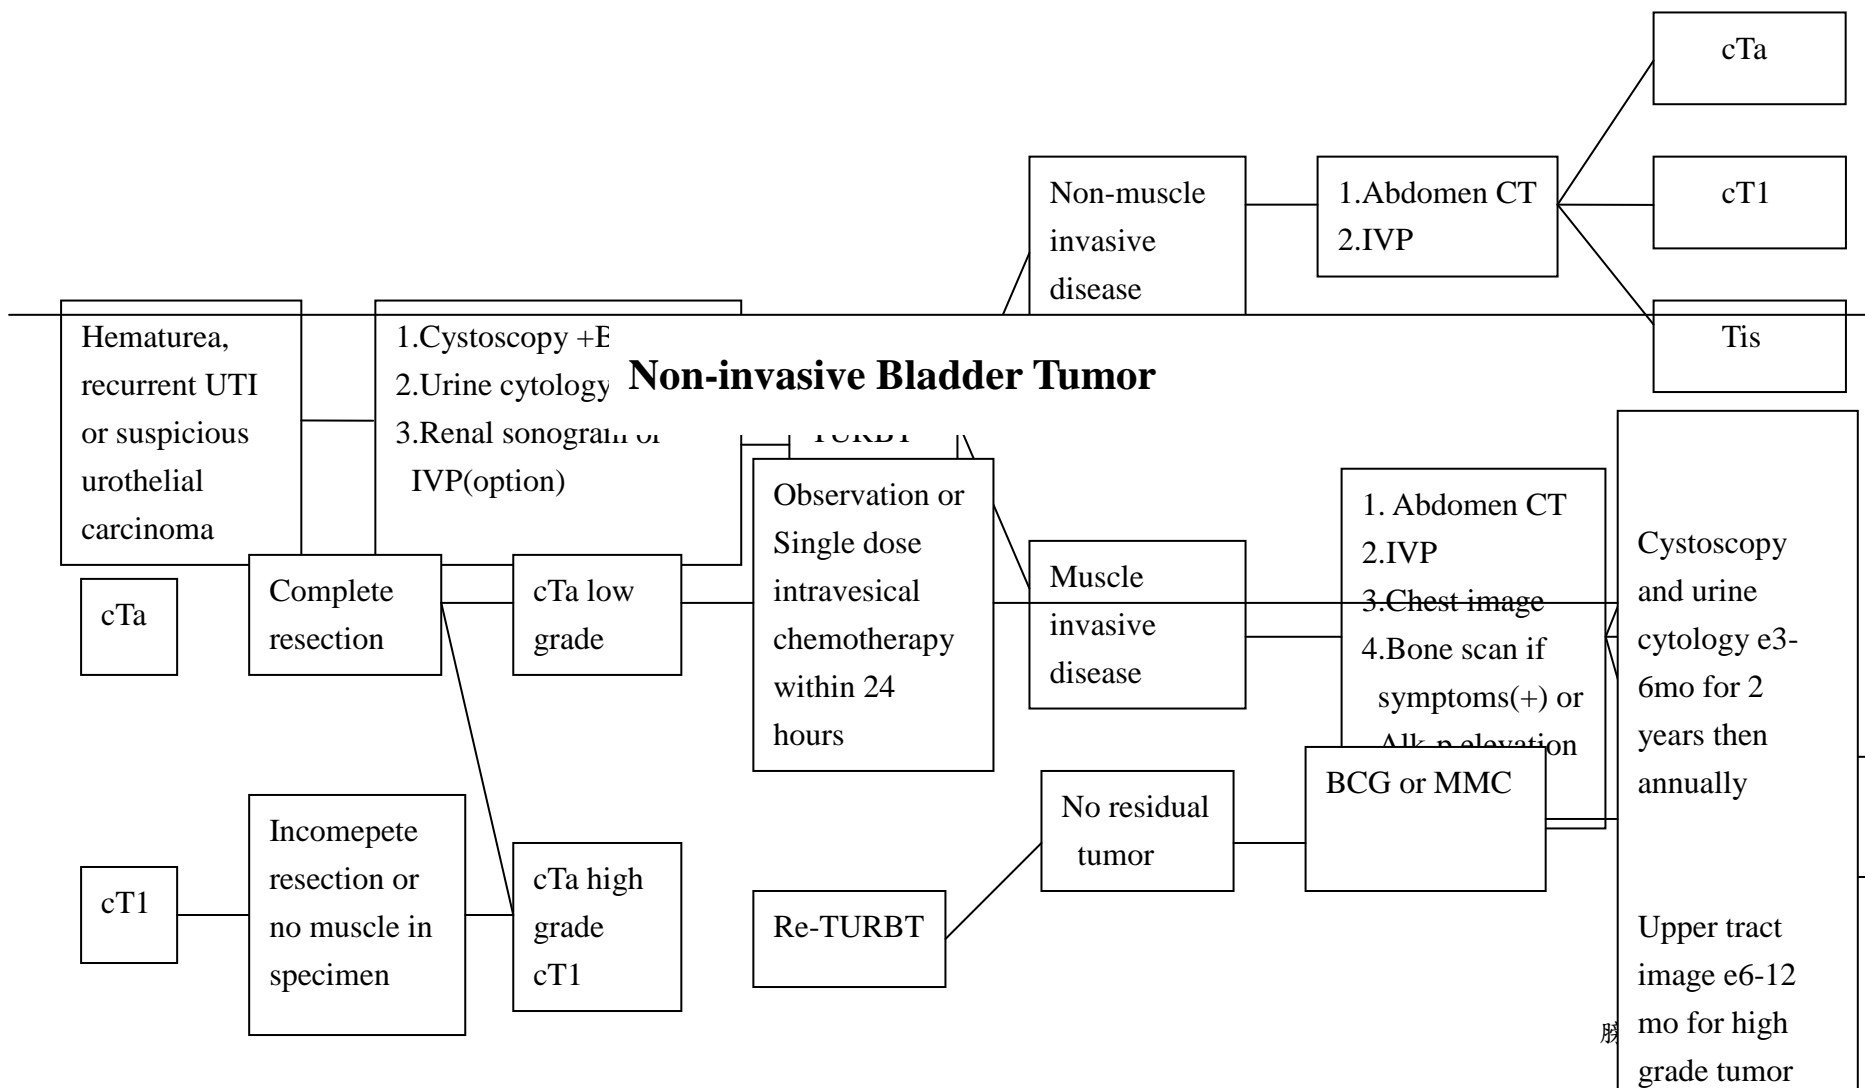 cTa
Non-muscle
invasive
disease
1.Abdomen CT
2.IVP
cT1
Tis
Hematurea,
recurrent UTI
or suspicious
urothelial
carcinoma
1.Cystoscopy +
2.Urine cytology
3.Renal sonogram or
IVP(option)
Non-invasive Bladder Tumor
TURBT
Muscle
invasive
disease
1. Abdomen CT
2.IVP
3.Chest image
4.Bone scan if
symptoms(+) or
Alk-p elevation
cTa
Complete
resection
cTa low
grade
Observation or
Single dose
intravesical
chemotherapy
within 24
hours
Cystoscopy
and urine
cytology e3-
6mo for 2
years then
annually
Upper tract
image e6-12
mo for high
grade tumor
cT1
Incomepete
resection or
no muscle in
specimen
cTa high
grade
cT1
Re-TURBT
No residual
tumor
BCG or MMC